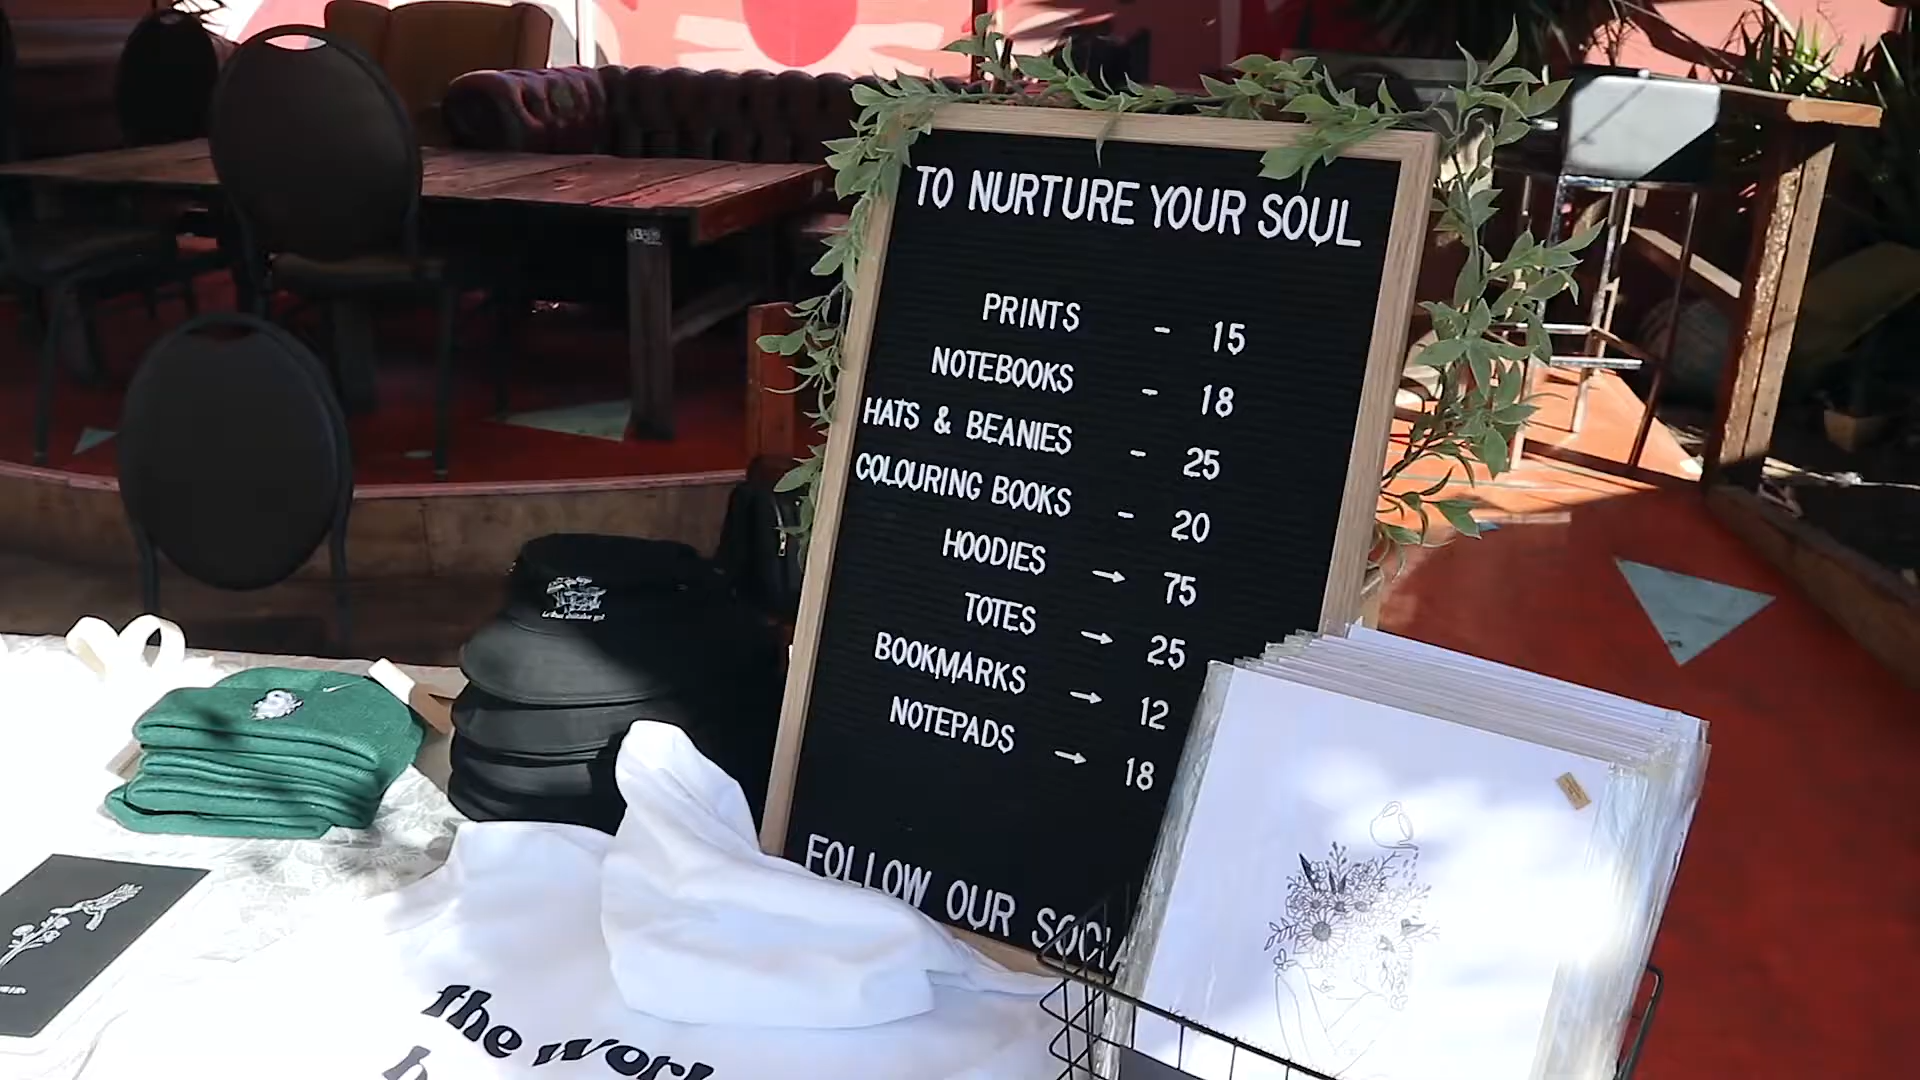 TO NURTURE YOUR SOUL
PRINTS - 15
NOTEBOOKS - 18
HATS & BEANIES - 25
COLOURING BOOKS - 20
HOODIES → 75
TOTES → 25
BOOKMARKS → 12
NOTEPADS → 18
FOLLOW OUR SOCIA
the worl